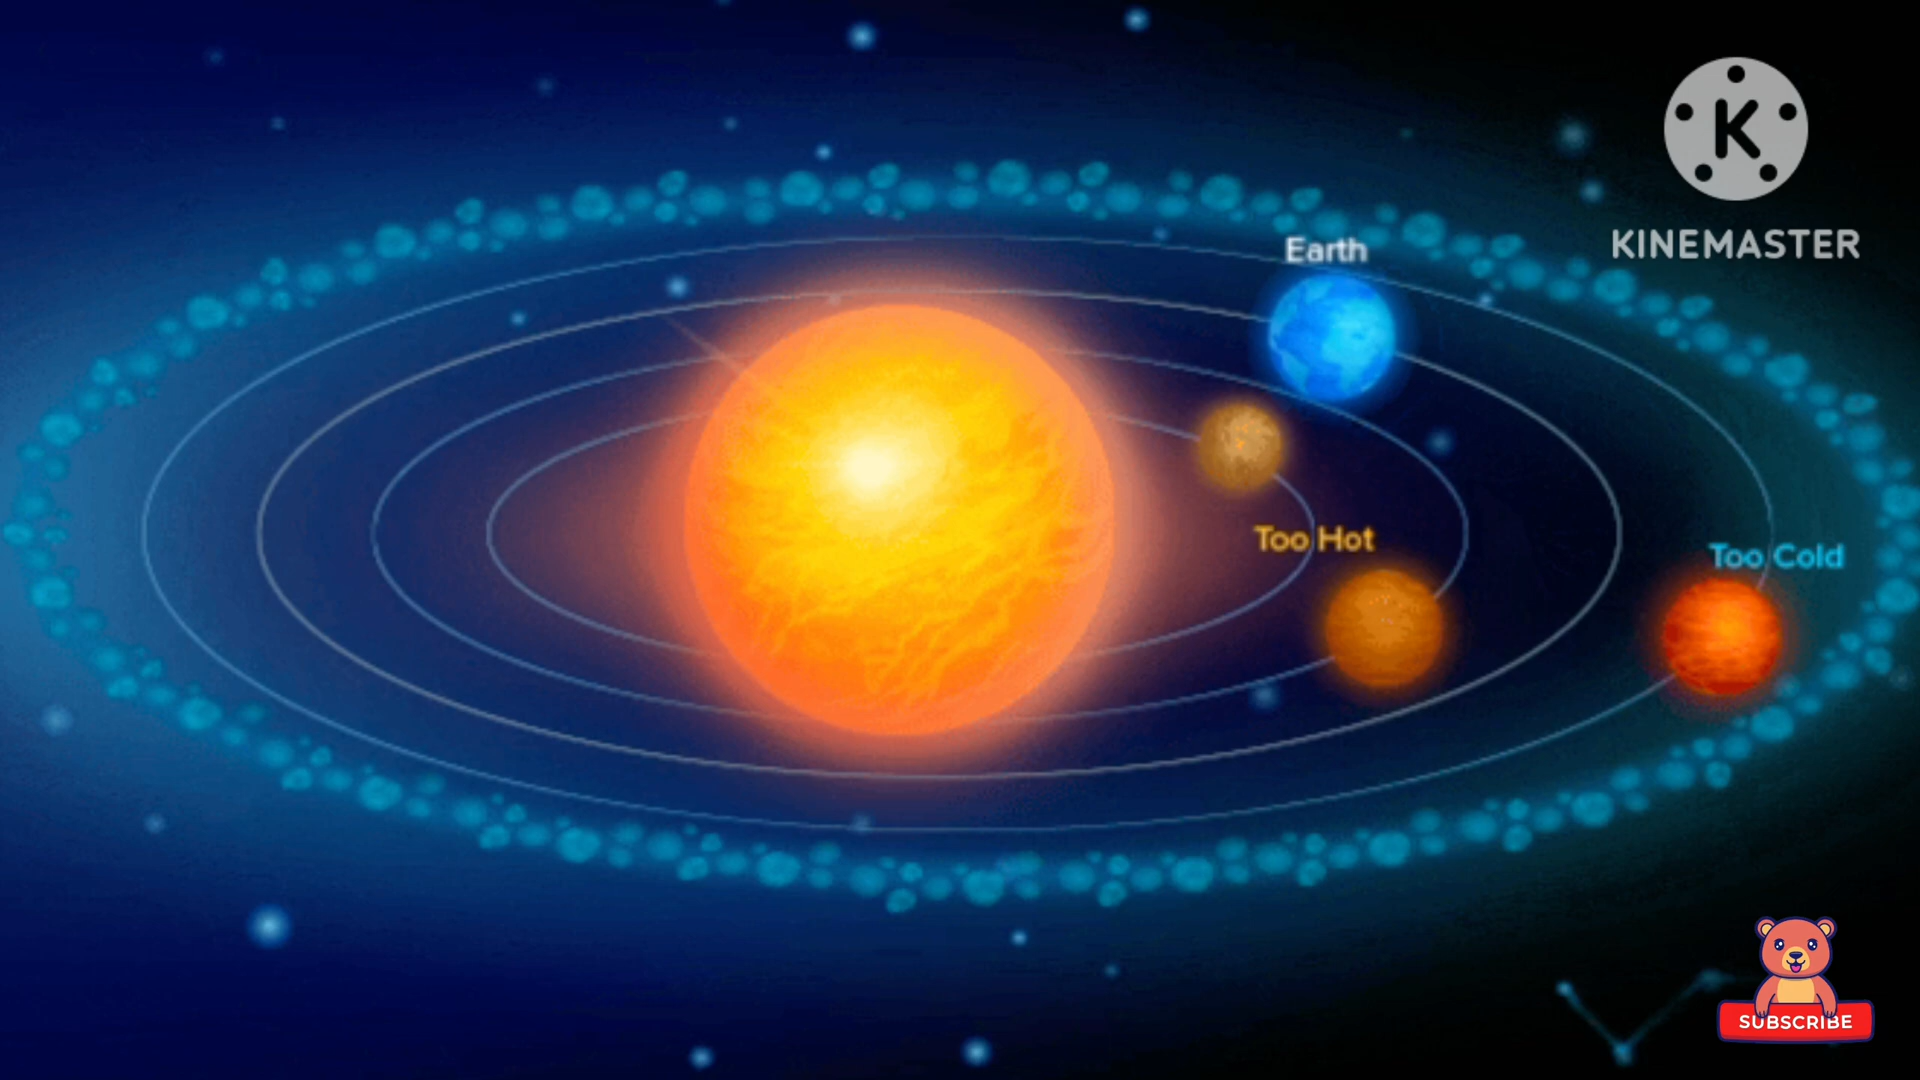 K
KINEMASTER
Earth
Too Hot
Too Cold
SUBSCRIBE